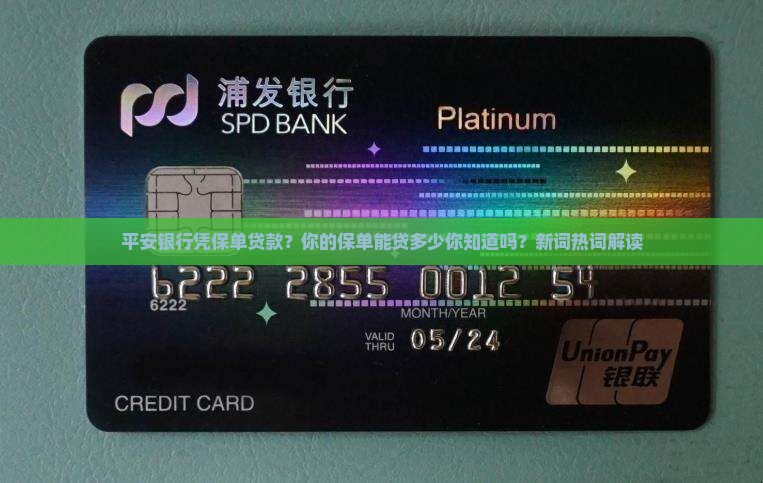 浦发银行
SPD BANK
Platinum
平安银行凭保单贷款？你的保单能贷多少你知道吗？新词热词解读
6222 2855 0012 54
6222
MONTH/YEAR
VALID
THRU
05/24
UnionPay
银联
CREDIT CARD